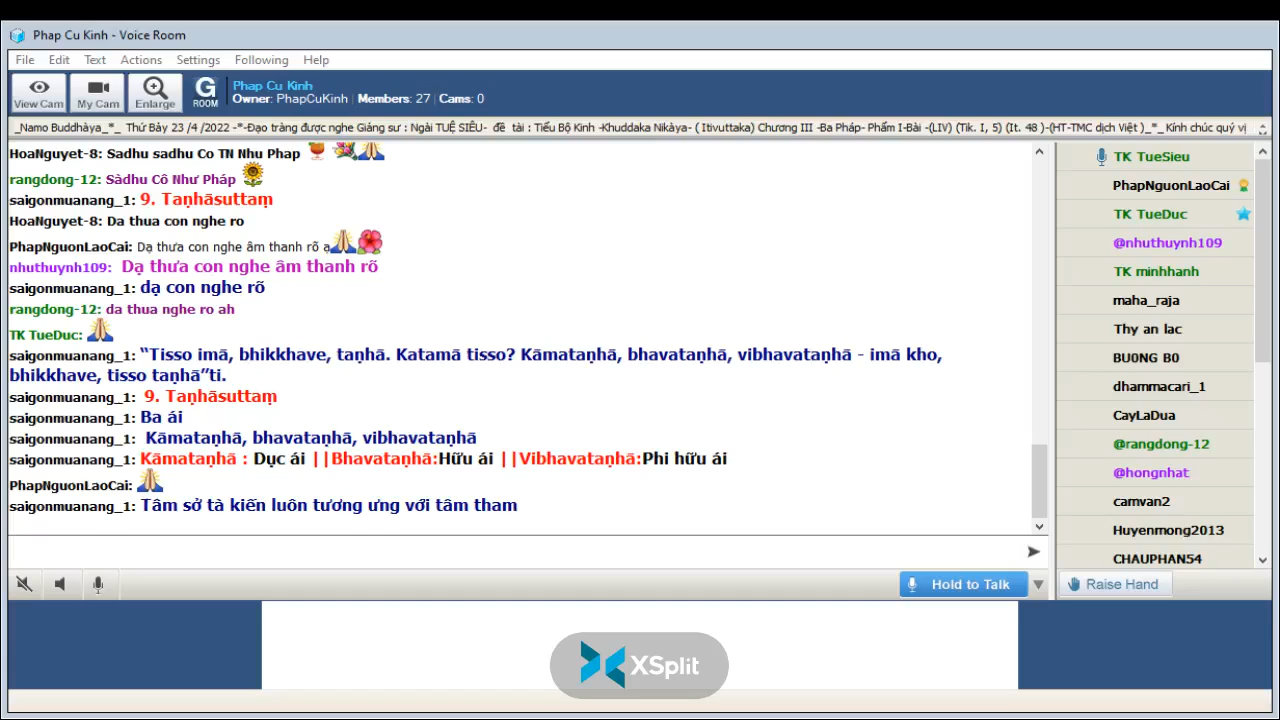 Phap Cu Kinh - Voice Room
File Edit Text Actions Settings Following Help
View Cam My Cam Enlarge G ROOM
Phap Cu Kinh
Owner: PhapCuKinh | Members: 27 | Cams: 0
_Namo Buddhàya_*_ Thứ Bảy 23 /4 /2022 -*-Đạo tràng được nghe Giảng sư : Ngài TUỆ SIÊU- đề tài : Tiểu Bộ Kinh -Khuddaka Nikàya- ( Itivuttaka) Chương III -Ba Pháp- Phẩm I-Bài -(LIV) (Tik. I, 5) (It. 48 )-(HT-TMC dịch Việt )_*_ Kính chúc quý vị
HoaNguyet-8: Sadhu sadhu Co TN Nhu Phap
rangdong-12: Sàdhu Cô Như Pháp
saigonmuanang_1: 9. Taṇhāsuttaṃ
HoaNguyet-8: Da thua con nghe ro
PhapNguonLaoCai: Dạ thưa con nghe âm thanh rõ ạ
nhuthuynh109: Dạ thưa con nghe âm thanh rõ
saigonmuanang_1: dạ con nghe rõ
rangdong-12: da thua nghe ro ah
TK TueDuc:
saigonmuanang_1: “Tisso imā, bhikkhave, taṇhā. Katamā tisso? Kāmataṇhā, bhavataṇhā, vibhavataṇhā - imā kho,
bhikkhave, tisso taṇhā”ti.
saigonmuanang_1: 9. Taṇhāsuttaṃ
saigonmuanang_1: Ba ái
saigonmuanang_1: Kāmataṇhā, bhavataṇhā, vibhavataṇhā
saigonmuanang_1: Kāmataṇhā : Dục ái ||Bhavataṇhā:Hữu ái ||Vibhavataṇhā:Phi hữu ái
PhapNguonLaoCai:
saigonmuanang_1: Tâm sở tà kiến luôn tương ưng với tâm tham
TK TueSieu
PhapNguonLaoCai
TK TueDuc
@nhuthuynh109
TK minhhanh
maha_raja
Thy an lac
BU0NG B0
dhammacari_1
CayLaDua
@rangdong-12
@hongnhat
camvan2
Huyenmong2013
CHAUPHAN54
Hold to Talk
Raise Hand
XSplit